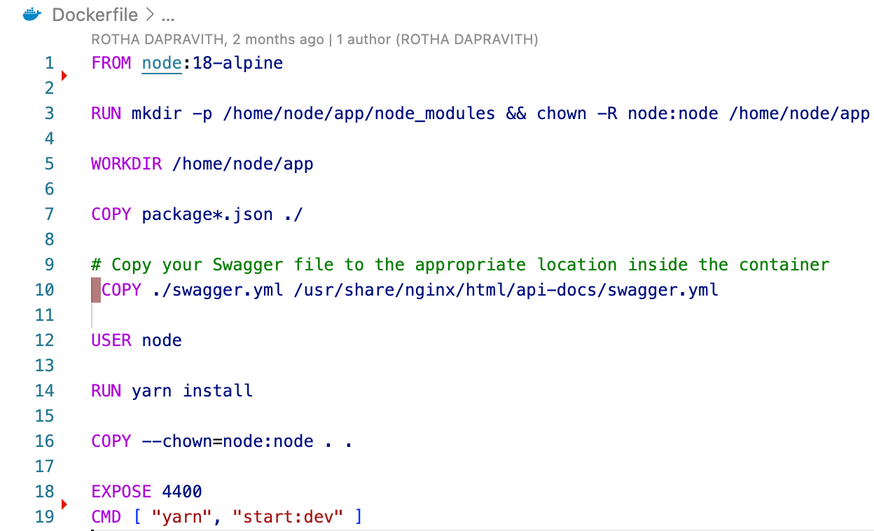 Dockerfile > ...
ROTHA DAPRAVITH, 2 months ago | 1 author (ROTHA DAPRAVITH)
1 FROM node:18-alpine
2
3 RUN mkdir -p /home/node/app/node_modules && chown -R node:node /home/node/app
4
5 WORKDIR /home/node/app
6
7 COPY package*.json ./
8
9 # Copy your Swagger file to the appropriate location inside the container
10 COPY ./swagger.yml /usr/share/nginx/html/api-docs/swagger.yml
11
12 USER node
13
14 RUN yarn install
15
16 COPY --chown=node:node . .
17
18 EXPOSE 4400
19 CMD [ "yarn", "start:dev" ]